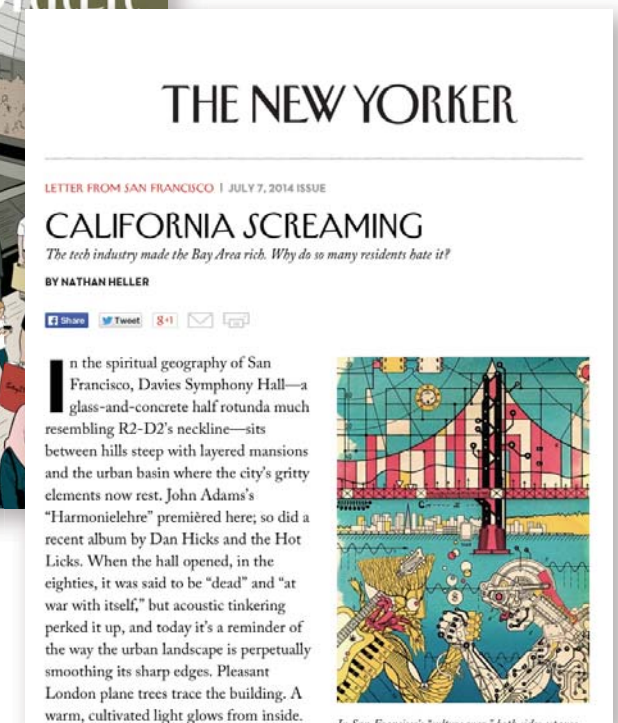 THE NEW YORKER
LETTER FROM SAN FRANCISCO | JULY 7, 2014 ISSUE
CALIFORNIA SCREAMING
The tech industry made the Bay Area rich. Why do so many residents hate it?
BY NATHAN HELLER
Share Tweet 8+1
In the spiritual geography of San
Francisco, Davies Symphony Hall—a
glass-and-concrete half rotunda much
resembling R2-D2's neckline—sits
between hills steep with layered mansions
and the urban basin where the city's gritty
elements now rest. John Adams's
“Harmonielehre” premièred here; so did a
recent album by Dan Hicks and the Hot
Licks. When the hall opened, in the
eighties, it was said to be “dead” and “at
war with itself,” but acoustic tinkering
perked it up, and today it's a reminder of
the way the urban landscape is perpetually
smoothing its sharp edges. Pleasant
London plane trees trace the building. A
warm, cultivated light glows from inside.